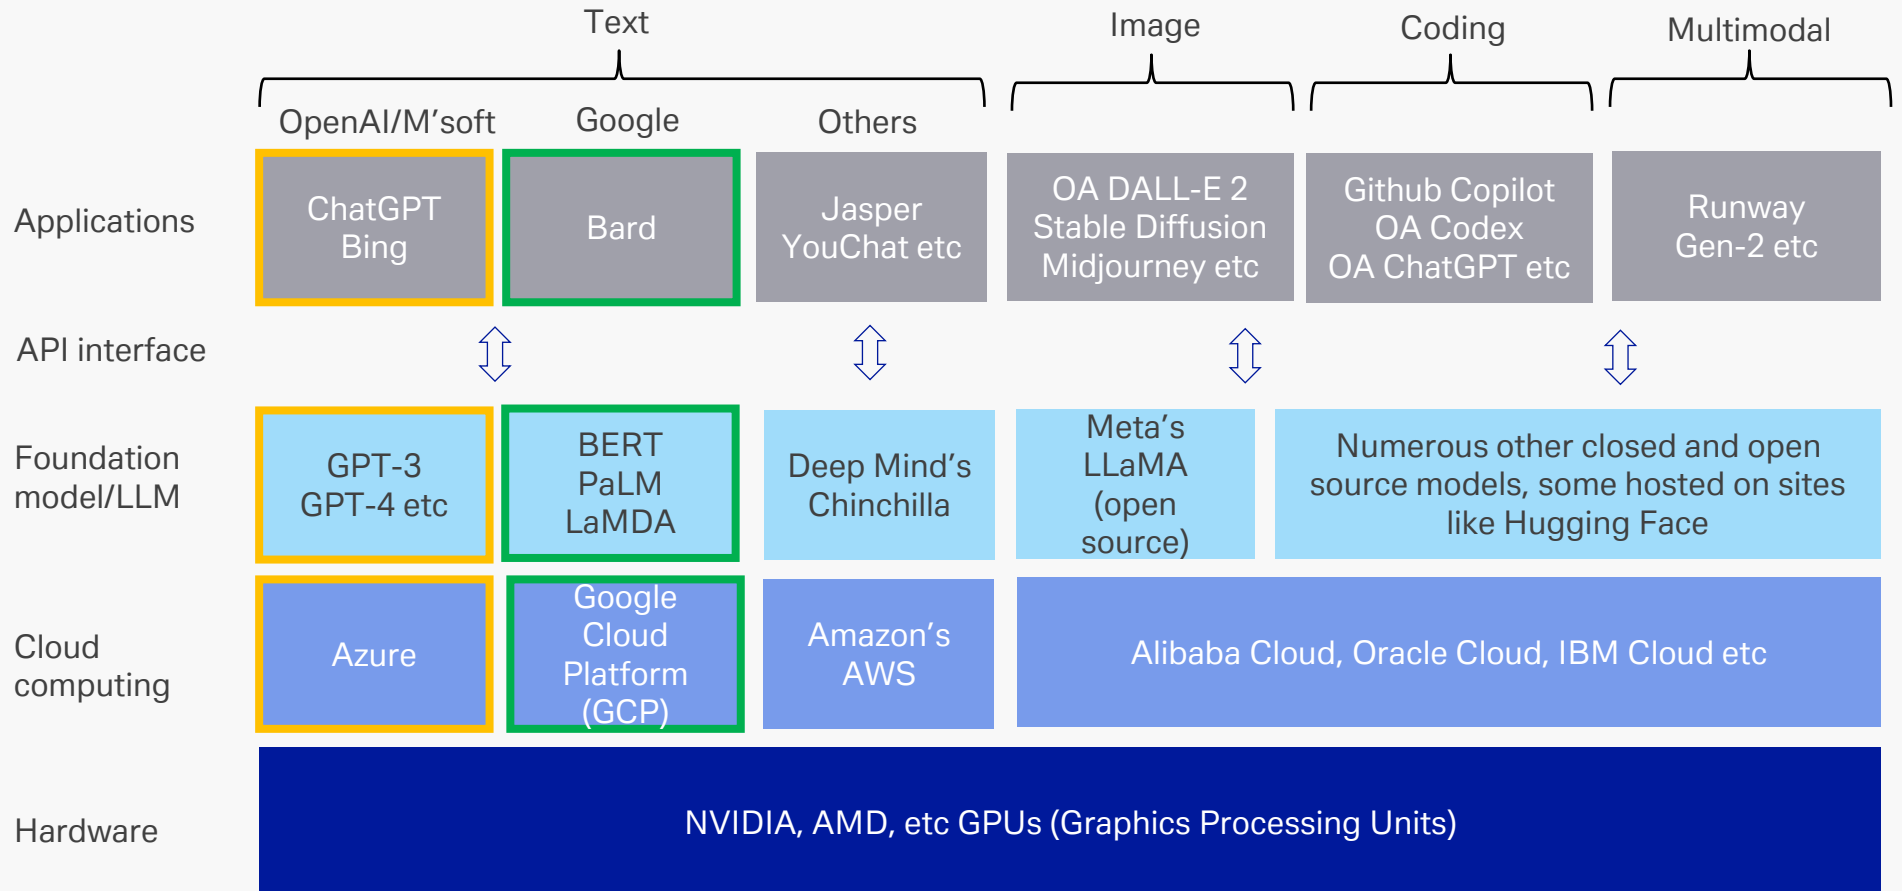 Text
Image
Coding
Multimodal
OpenAI/M’soft
Google
Others
Applications
ChatGPT
Bing
Bard
Jasper
YouChat etc
OA DALL-E 2
Stable Diffusion
Midjourney etc
Github Copilot
OA Codex
OA ChatGPT etc
Runway
Gen-2 etc
API interface
Foundation
model/LLM
GPT-3
GPT-4 etc
BERT
PaLM
LaMDA
Deep Mind’s
Chinchilla
Meta’s
LLaMA
(open
source)
Numerous other closed and open
source models, some hosted on sites
like Hugging Face
Cloud
computing
Azure
Google
Cloud
Platform
(GCP)
Amazon’s
AWS
Alibaba Cloud, Oracle Cloud, IBM Cloud etc
Hardware
NVIDIA, AMD, etc GPUs (Graphics Processing Units)